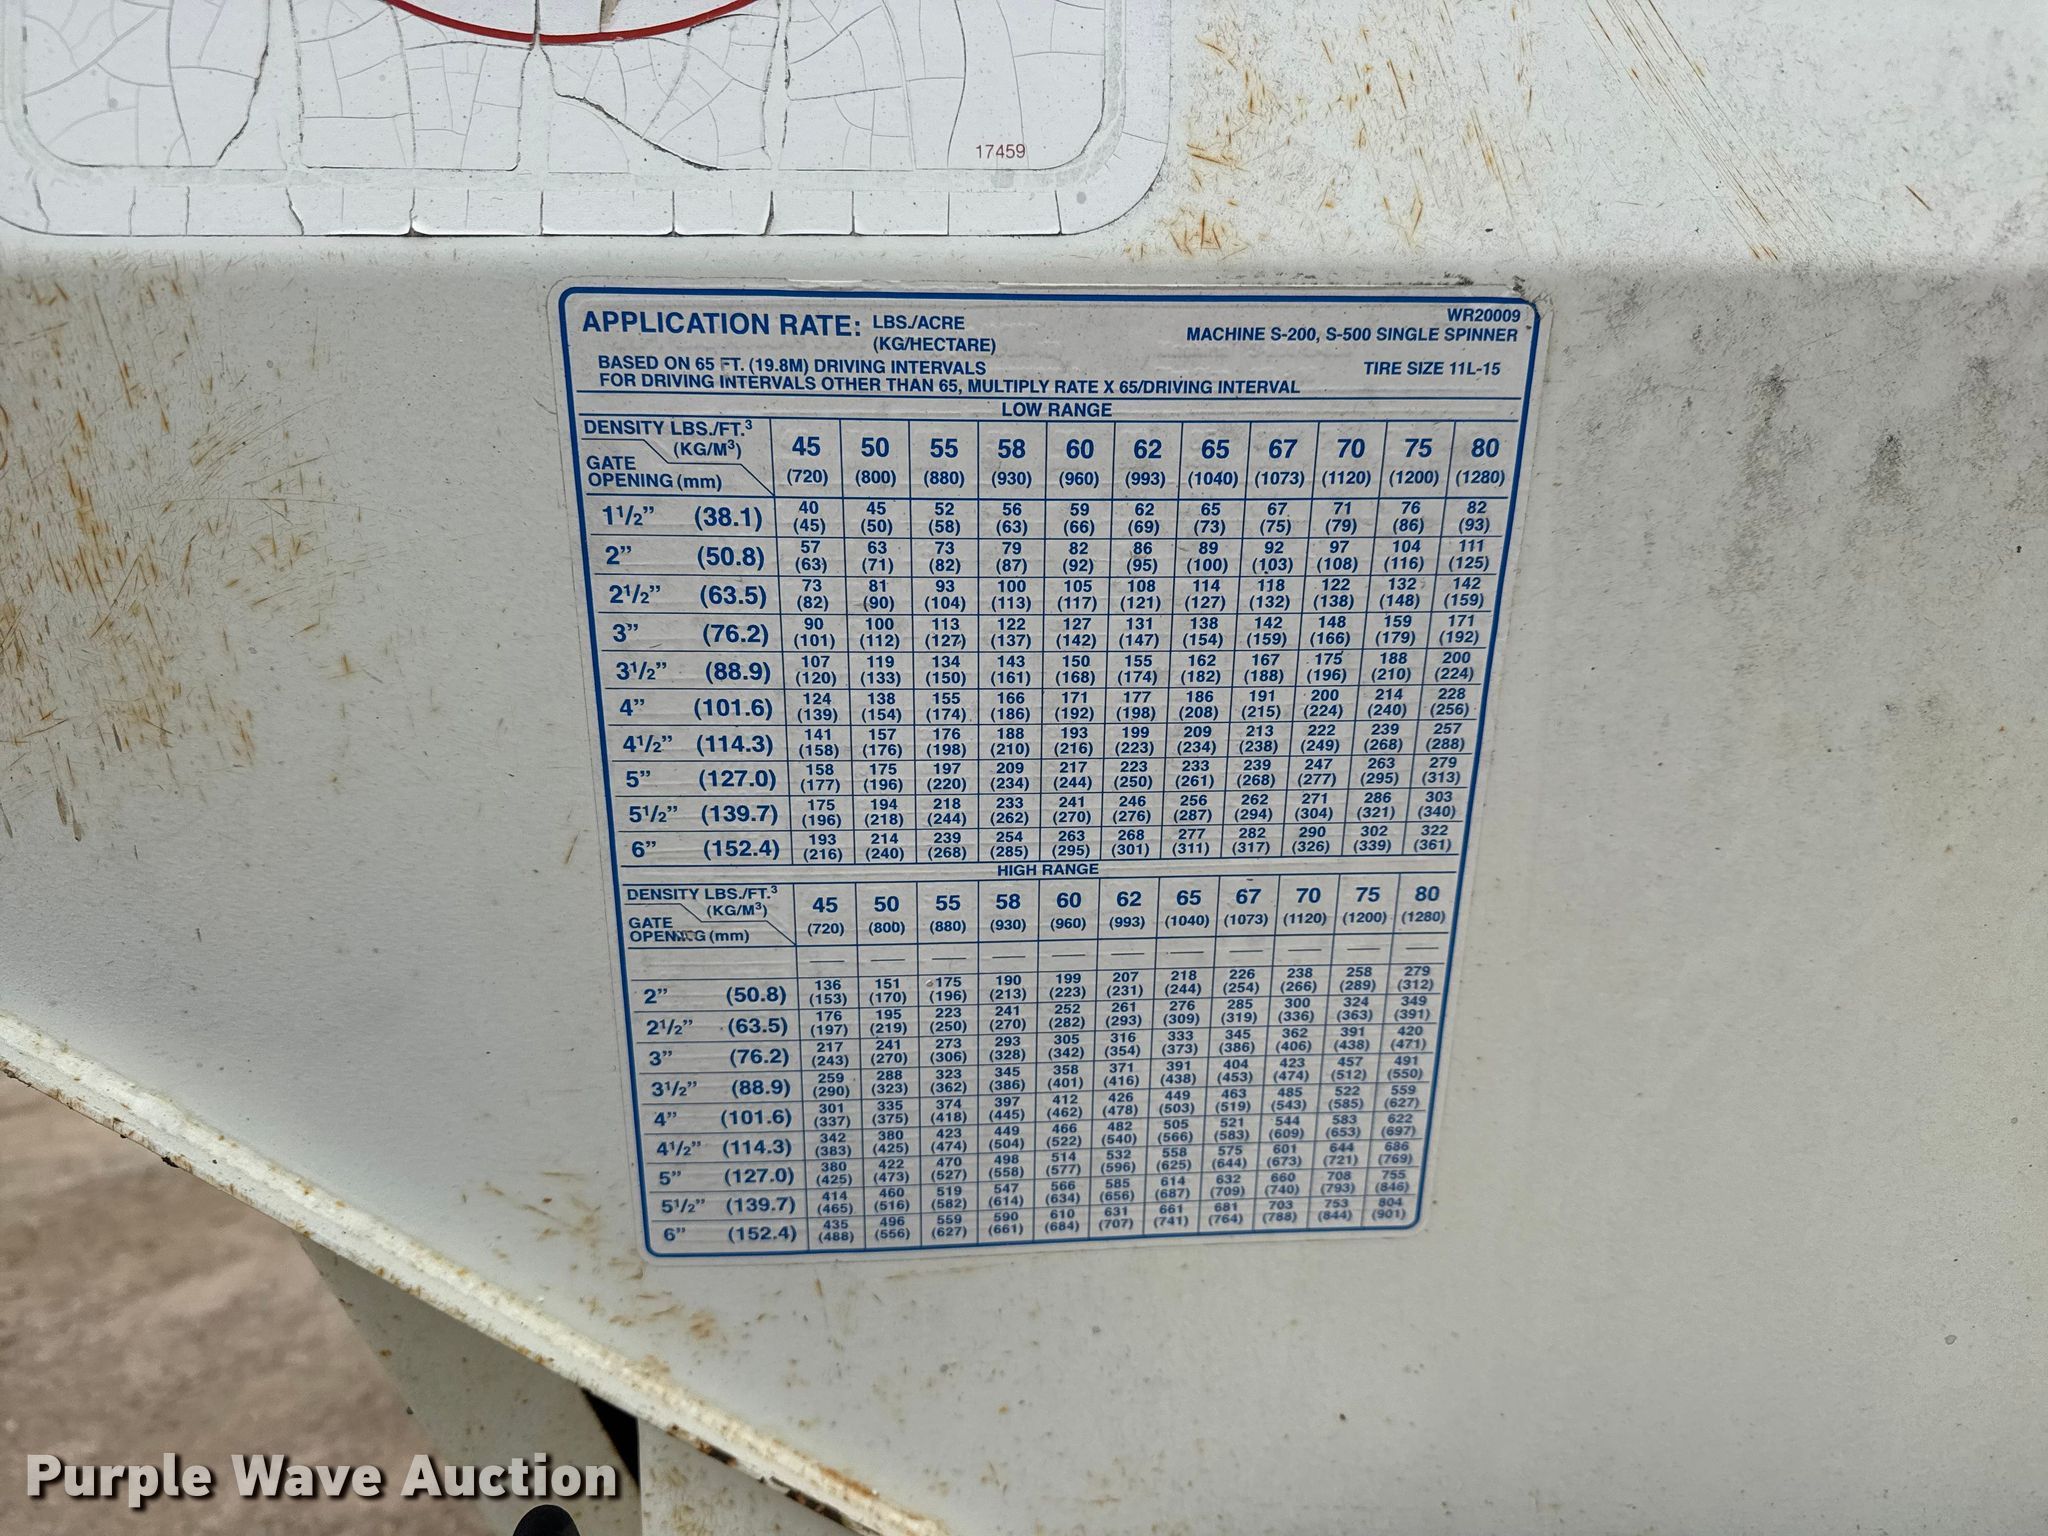 17459
WR20009
APPLICATION RATE: LBS./ACRE
(KG/HECTARE)
MACHINE S-200, S-500 SINGLE SPINNER
BASED ON 65 FT. (19.8M) DRIVING INTERVALS
TIRE SIZE 11L-15
FOR DRIVING INTERVALS OTHER THAN 65, MULTIPLY RATE X 65/DRIVING INTERVAL
LOW RANGE
DENSITY LBS./FT.³ (KG/M³)
GATE OPENING (mm)
45 50 55 58 60 62 65 67 70 75 80
(720) (800) (880) (930) (960) (993) (1040) (1073) (1120) (1200) (1280)
1½" (38.1) 40 45 52 56 59 62 65 67 71 76 82
(45) (50) (58) (63) (66) (69) (73) (75) (79) (86) (93)
2" (50.8) 57 63 73 79 82 86 89 92 97 104 111
(63) (71) (82) (87) (92) (95) (100) (103) (108) (116) (125)
2½" (63.5) 73 81 93 100 105 108 114 118 122 132 142
(82) (90) (104) (113) (117) (121) (127) (132) (138) (148) (159)
3" (76.2) 90 100 113 122 127 131 138 142 148 159 171
(101) (112) (127) (137) (142) (147) (154) (159) (166) (179) (192)
3½" (88.9) 107 119 134 143 150 155 162 167 175 188 200
(120) (133) (150) (161) (168) (174) (182) (188) (196) (210) (224)
4" (101.6) 124 138 155 166 171 177 186 191 200 214 228
(139) (154) (174) (186) (192) (198) (208) (215) (224) (240) (256)
4½" (114.3) 141 157 176 188 193 199 209 213 222 239 257
(158) (176) (198) (210) (216) (223) (234) (238) (249) (268) (288)
5" (127.0) 158 175 197 209 217 223 233 239 247 263 279
(177) (196) (220) (234) (244) (250) (261) (268) (277) (295) (313)
5½" (139.7) 175 194 218 233 241 246 256 262 271 286 303
(196) (218) (244) (262) (270) (276) (287) (294) (304) (321) (340)
6" (152.4) 193 214 239 254 263 268 277 282 290 302 322
(216) (240) (268) (285) (295) (301) (311) (317) (326) (339) (361)
HIGH RANGE
DENSITY LBS./FT.³ (KG/M³)
GATE OPENING (mm)
45 50 55 58 60 62 65 67 70 75 80
(720) (800) (880) (930) (960) (993) (1040) (1073) (1120) (1200) (1280)
— — — — — — — — — — —
2" (50.8) 136 151 175 190 199 207 218 226 238 258 279
(153) (170) (196) (213) (223) (231) (244) (254) (266) (289) (312)
2½" (63.5) 176 195 223 241 252 261 276 285 300 324 349
(197) (219) (250) (270) (282) (293) (309) (319) (336) (363) (391)
3" (76.2) 217 241 273 293 305 316 333 345 362 391 420
(243) (270) (306) (328) (342) (354) (373) (386) (406) (438) (471)
3½" (88.9) 259 288 323 345 358 371 391 404 423 457 491
(290) (323) (362) (386) (401) (416) (438) (453) (474) (512) (550)
4" (101.6) 301 335 374 397 412 426 449 463 485 522 559
(337) (375) (418) (445) (462) (478) (503) (519) (543) (585) (627)
4½" (114.3) 342 380 423 449 466 482 505 521 544 583 622
(383) (425) (474) (504) (522) (540) (566) (583) (609) (653) (697)
5" (127.0) 380 422 470 498 514 532 558 575 601 644 686
(425) (473) (527) (558) (577) (596) (625) (644) (673) (721) (769)
5½" (139.7) 414 460 519 547 566 585 614 632 660 708 755
(465) (516) (582) (614) (634) (656) (687) (709) (740) (793) (846)
6" (152.4) 435 496 559 590 610 631 661 681 703 753 804
(488) (556) (627) (661) (684) (707) (741) (764) (788) (844) (901)
Purple Wave Auction